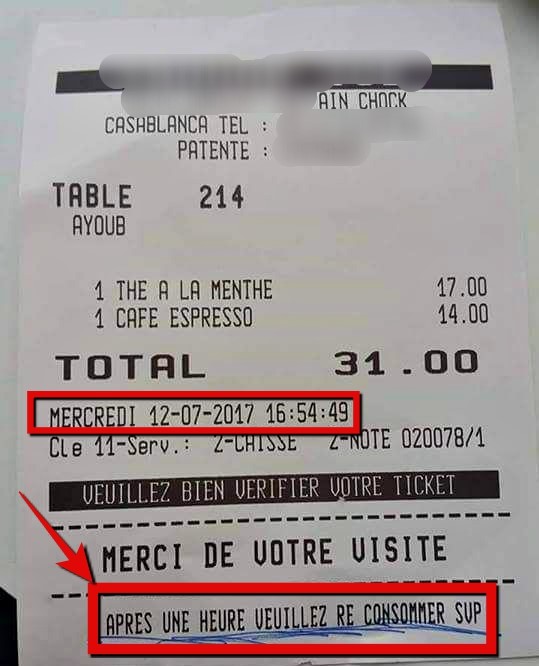 AIN CHOCK
CASABLANCA TEL :
PATENTE :
TABLE 214
AYOUB
1 THE A LA MENTHE 17.00
1 CAFE ESPRESSO 14.00
TOTAL 31.00
MERCREDI 12-07-2017 16:54:49
Cle 11-Serv.: 2-CAISSE 2-NOTE 020078/1
VEUILLEZ BIEN VERIFIER VOTRE TICKET
MERCI DE VOTRE VISITE
APRES UNE HEURE VEUILLEZ RE CONSOMMER SVP